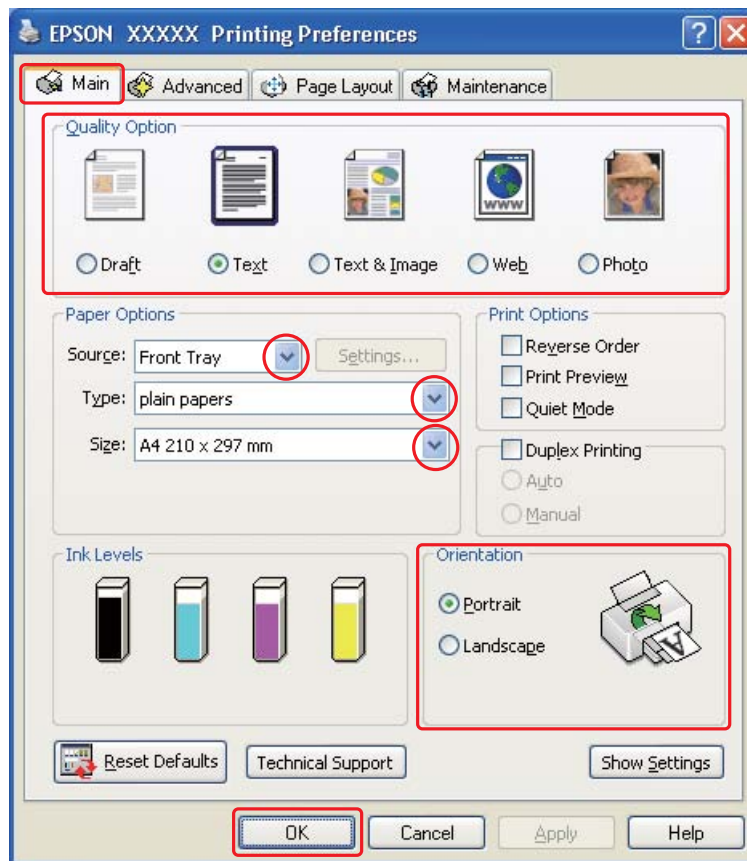 EPSON XXXXX Printing Preferences
Main Advanced Page Layout Maintenance
Quality Option
www
Draft Text Text & Image Web Photo
Paper Options
Source: Front Tray Settings...
Type: plain papers
Size: A4 210 x 297 mm
Print Options
Reverse Order
Print Preview
Quiet Mode
Duplex Printing
Auto
Manual
Ink Levels
Orientation
Portrait
Landscape
A
Reset Defaults Technical Support Show Settings
OK Cancel Apply Help